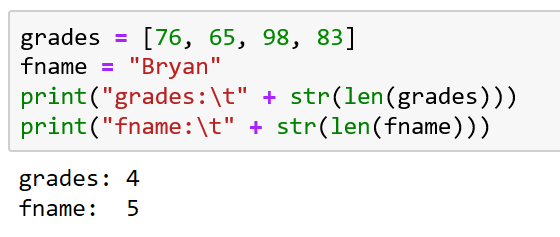 grades = [76, 65, 98, 83]
fname = "Bryan"
print("grades:\t" + str(len(grades)))
print("fname:\t" + str(len(fname)))
grades: 4
fname:  5